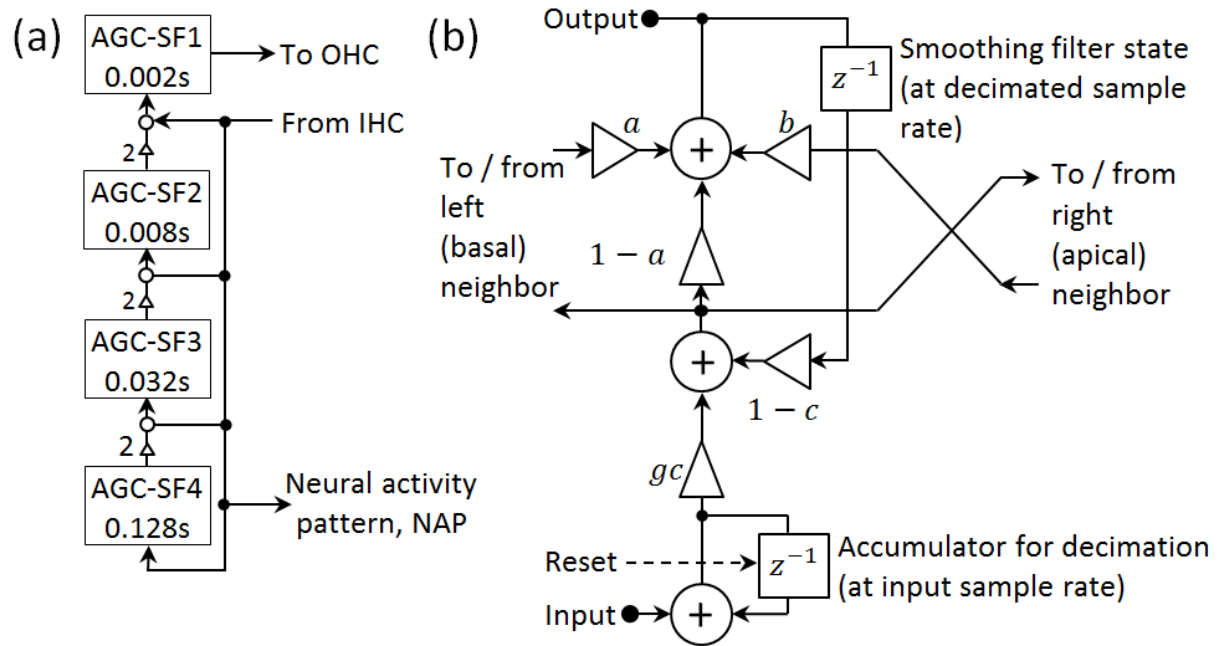 (a)
AGC-SF1
0.002s
To OHC
From IHC
2
AGC-SF2
0.008s
2
AGC-SF3
0.032s
2
AGC-SF4
0.128s
Neural activity
pattern, NAP
(b)
Output
z⁻¹
Smoothing filter state
(at decimated sample
rate)
a
+
b
To / from
left
(basal)
neighbor
1 − a
To / from
right
(apical)
neighbor
+
1 − c
gc
Reset
z⁻¹
Accumulator for decimation
(at input sample rate)
Input
+